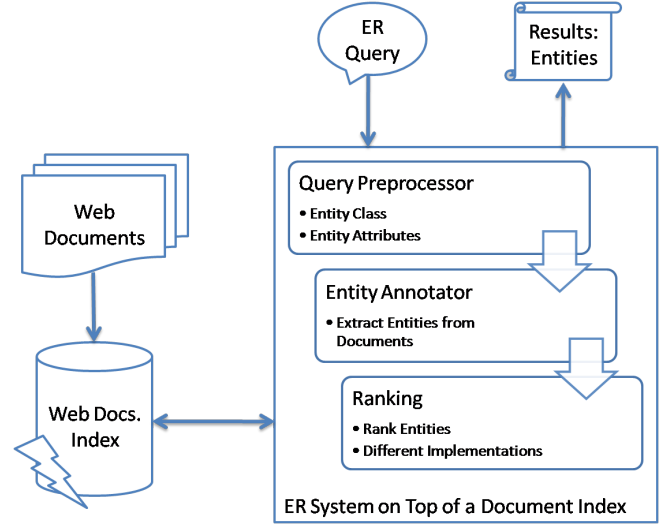 ER
Query
Results:
Entities
Web
Documents
Query Preprocessor
• Entity Class
• Entity Attributes
Entity Annotator
• Extract Entities from
Documents
Web Docs.
Index
Ranking
• Rank Entities
• Different Implementations
ER System on Top of a Document Index